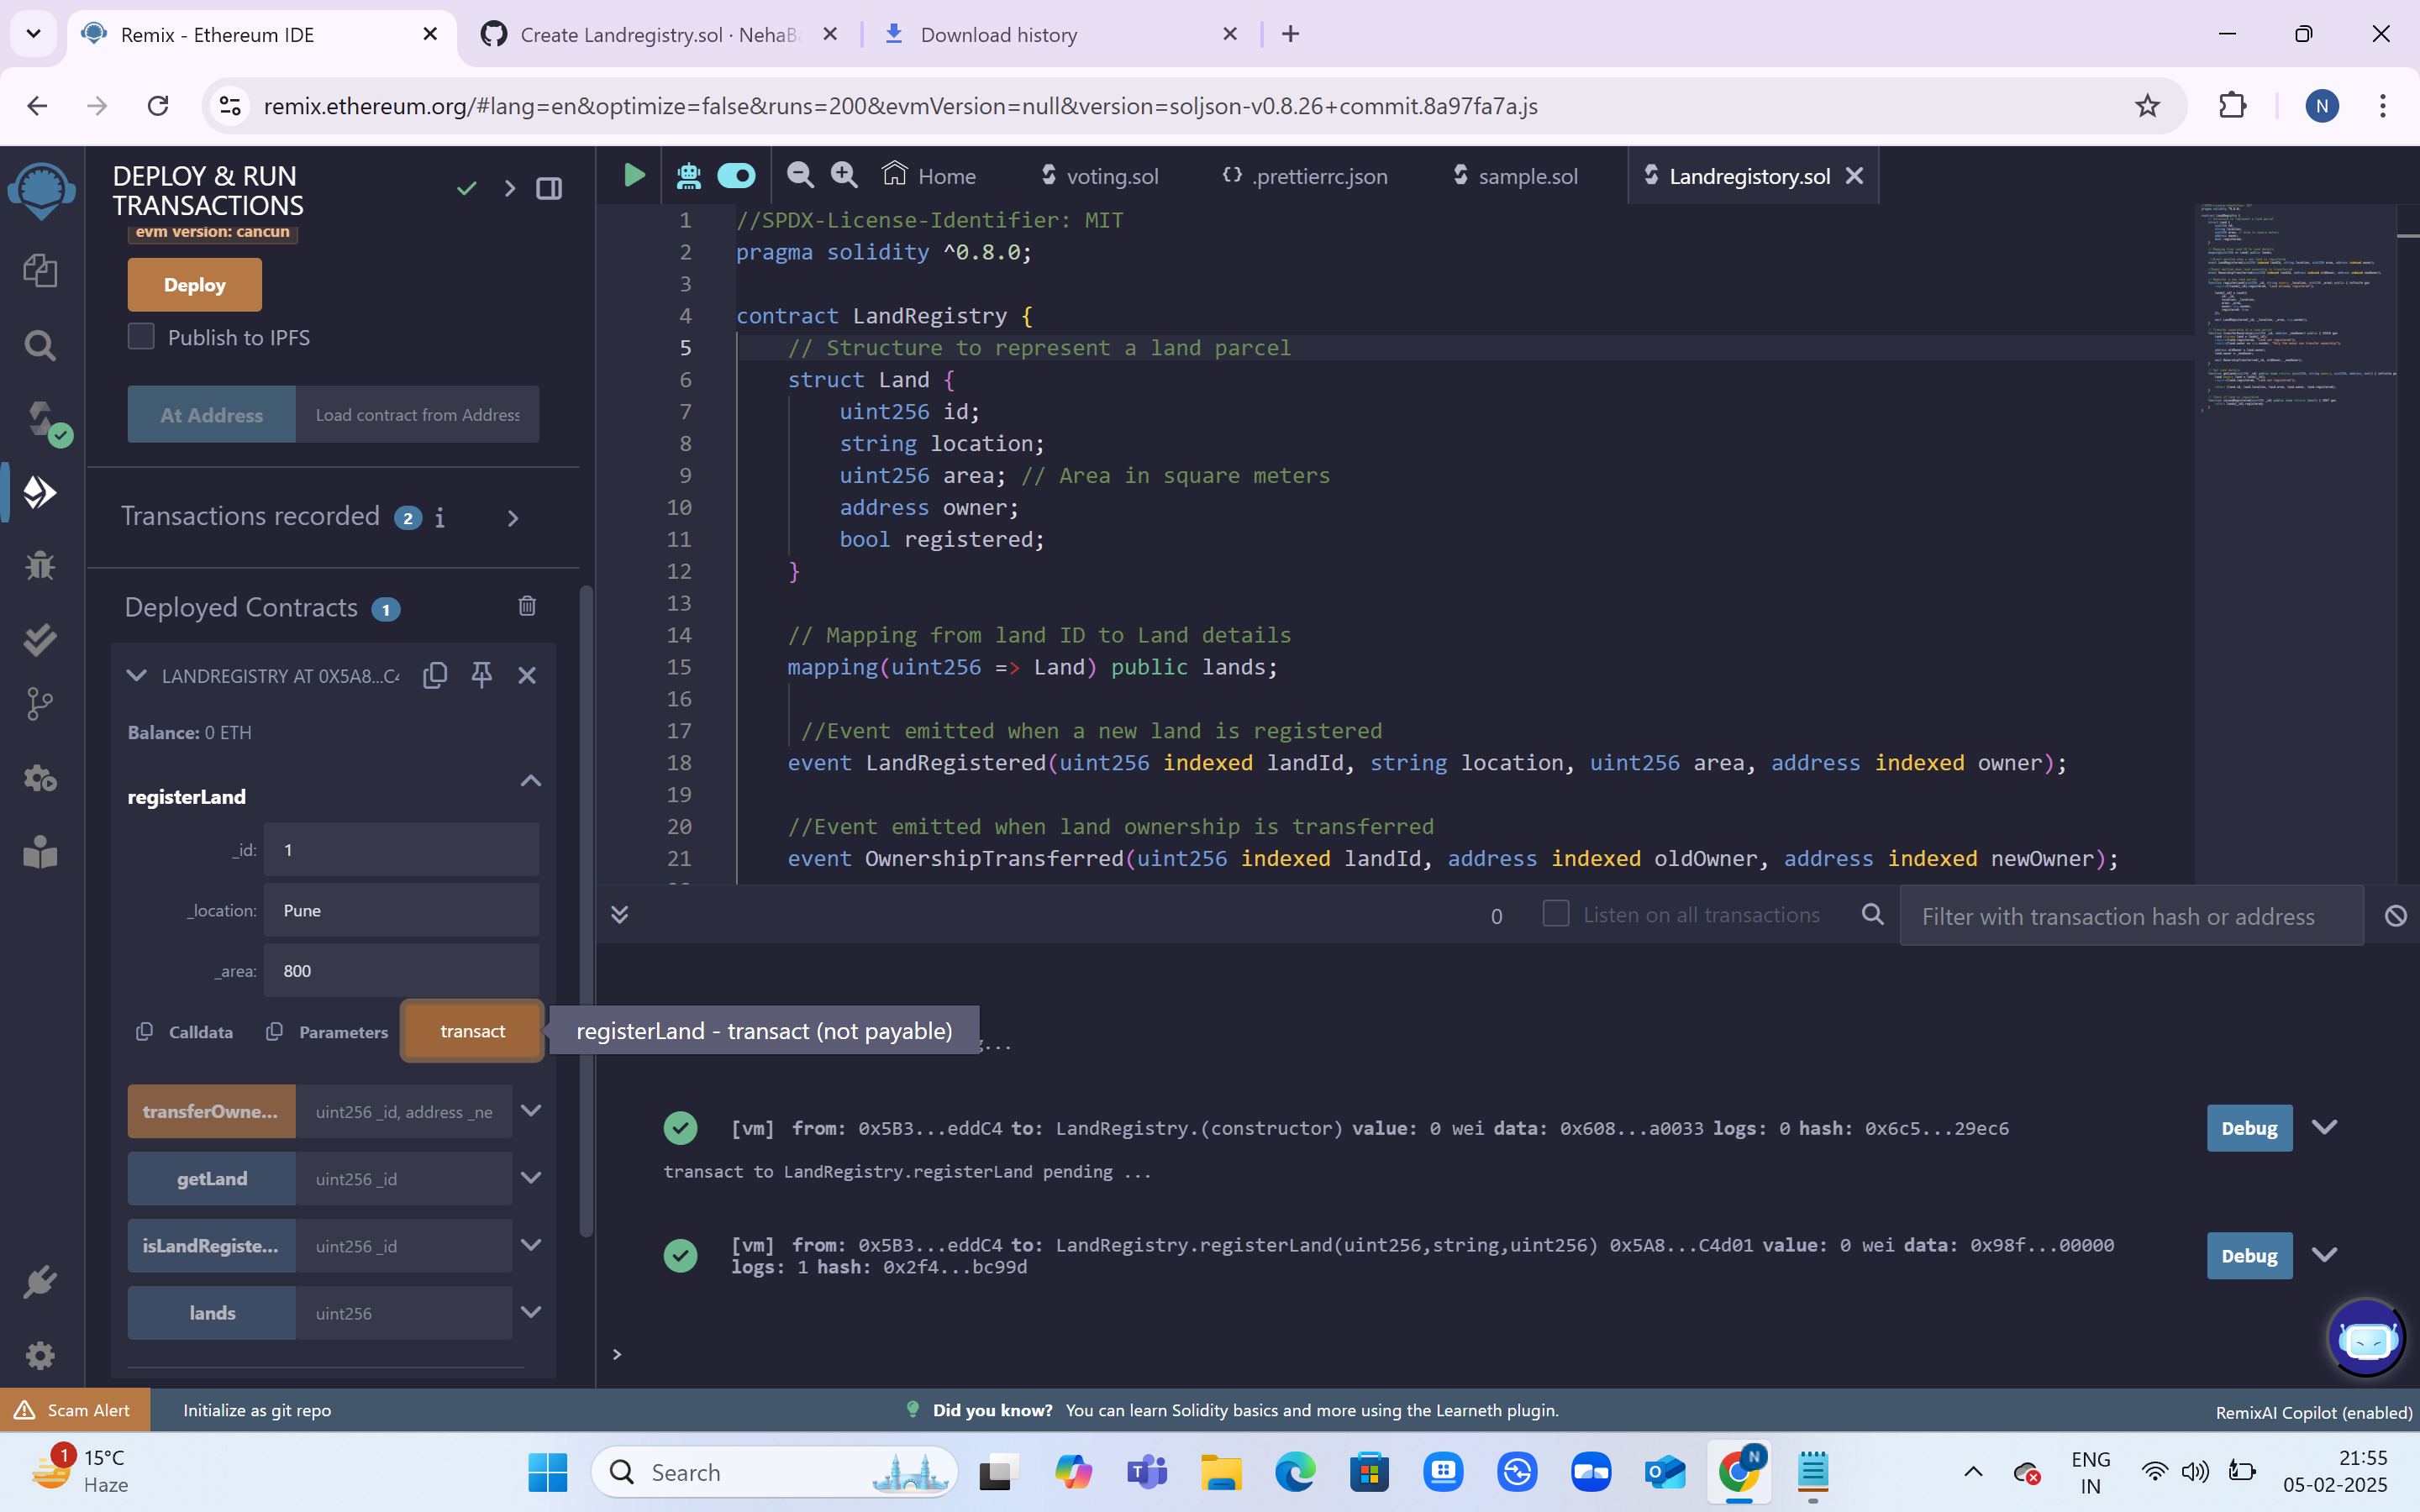 Remix - Ethereum IDE
Create Landregistry.sol · NehaBa
Download history
remix.ethereum.org/#lang=en&optimize=false&runs=200&evmVersion=null&version=soljson-v0.8.26+commit.8a97fa7a.js
N
DEPLOY & RUN
TRANSACTIONS
evm version: cancun
Deploy
Publish to IPFS
At Address
Load contract from Address
Transactions recorded 2 i
Deployed Contracts 1
LANDREGISTRY AT 0X5A8...C4
Balance: 0 ETH
registerLand
_id: 1
_location: Pune
_area: 800
Calldata
Parameters
transact
registerLand - transact (not payable)
transferOwne...
uint256 _id, address _ne
getLand
uint256 _id
isLandRegiste...
uint256 _id
lands
uint256
Home
voting.sol
{} .prettierrc.json
sample.sol
Landregistory.sol
1 //SPDX-License-Identifier: MIT
2 pragma solidity ^0.8.0;
3
4 contract LandRegistry {
5 // Structure to represent a land parcel
6 struct Land {
7 uint256 id;
8 string location;
9 uint256 area; // Area in square meters
10 address owner;
11 bool registered;
12 }
13
14 // Mapping from land ID to Land details
15 mapping(uint256 => Land) public lands;
16
17 //Event emitted when a new land is registered
18 event LandRegistered(uint256 indexed landId, string location, uint256 area, address indexed owner);
19
20 //Event emitted when land ownership is transferred
21 event OwnershipTransferred(uint256 indexed landId, address indexed oldOwner, address indexed newOwner);
0
Listen on all transactions
Filter with transaction hash or address
...
[vm] from: 0x5B3...eddC4 to: LandRegistry.(constructor) value: 0 wei data: 0x608...a0033 logs: 0 hash: 0x6c5...29ec6
Debug
transact to LandRegistry.registerLand pending ...
[vm] from: 0x5B3...eddC4 to: LandRegistry.registerLand(uint256,string,uint256) 0x5A8...C4d01 value: 0 wei data: 0x98f...00000
logs: 1 hash: 0x2f4...bc99d
Debug
>
Scam Alert
Initialize as git repo
Did you know? You can learn Solidity basics and more using the Learneth plugin.
RemixAI Copilot (enabled)
1
15°C
Haze
Search
N
ENG
IN
21:55
05-02-2025